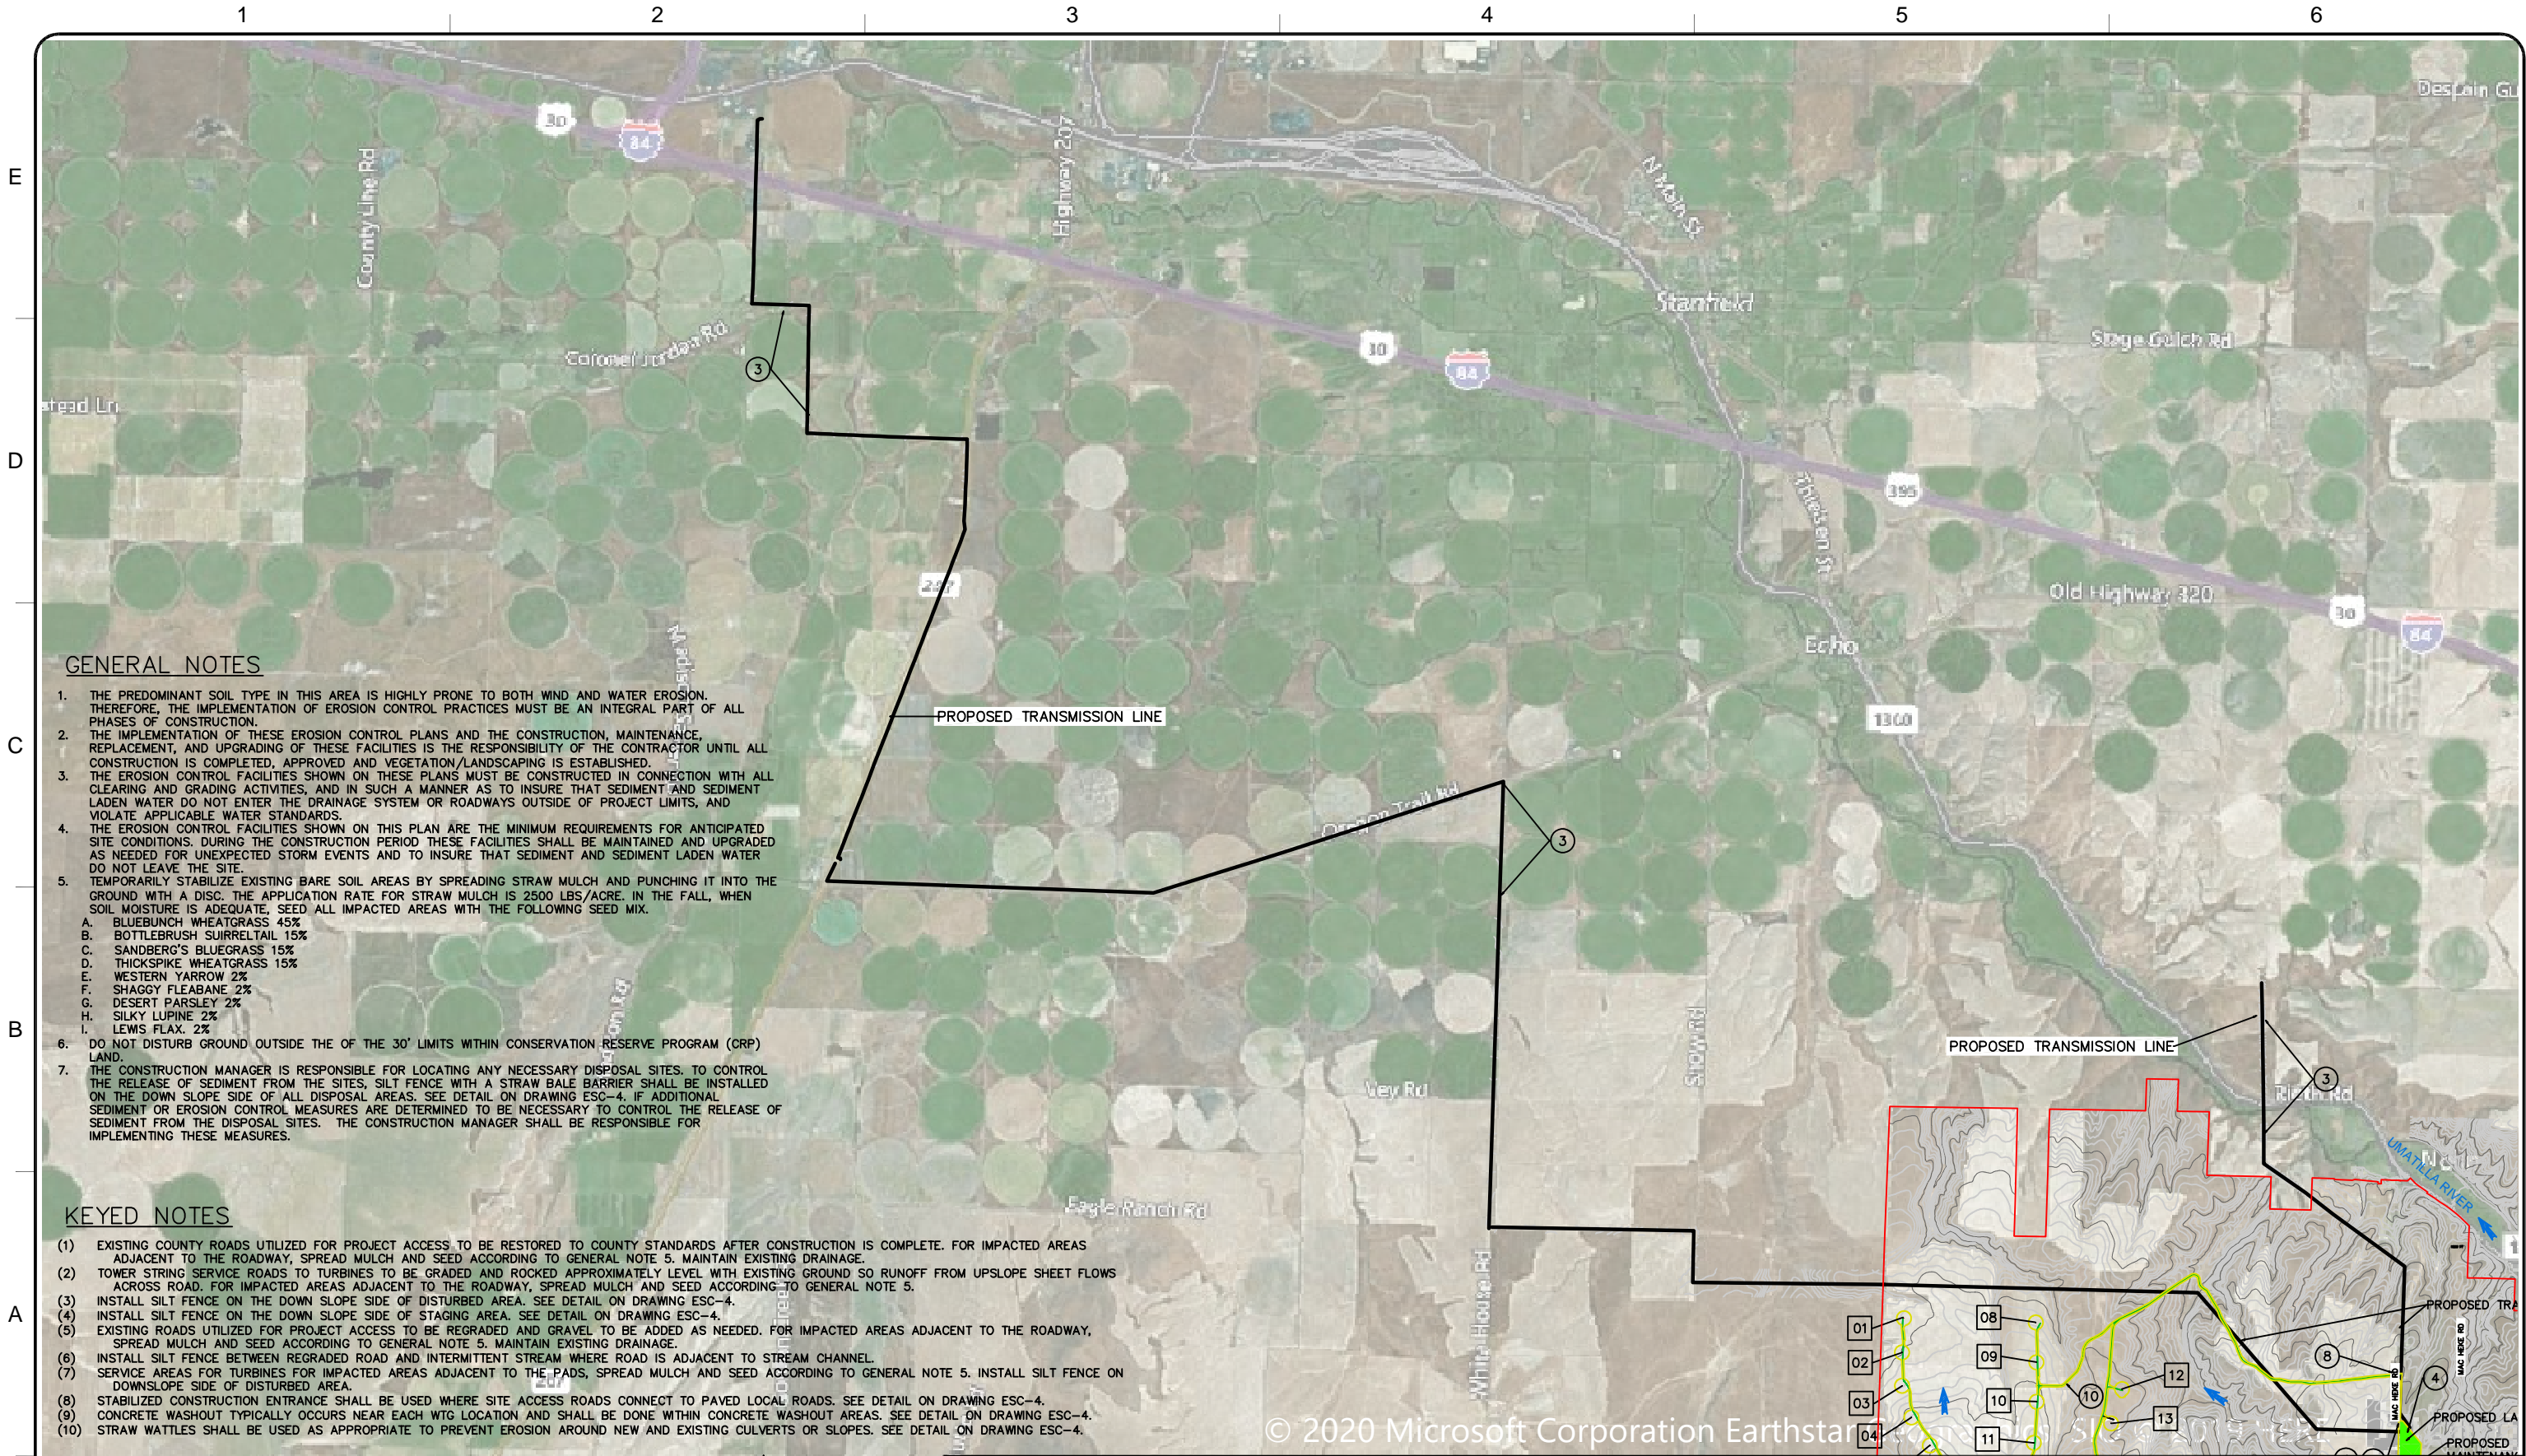 1 2 3 4 5 6
E
D
C
B
A
30
84
County Line Rd
Highway 207
N Main St
Stanfield
Stage Gulch Rd
30
84
3
395
Thielsen St
Old Highway 320
30
84
Echo
1300
PROPOSED TRANSMISSION LINE
3
GENERAL NOTES
1. THE PREDOMINANT SOIL TYPE IN THIS AREA IS HIGHLY PRONE TO BOTH WIND AND WATER EROSION.
THEREFORE, THE IMPLEMENTATION OF EROSION CONTROL PRACTICES MUST BE AN INTEGRAL PART OF ALL
PHASES OF CONSTRUCTION.
2. THE IMPLEMENTATION OF THESE EROSION CONTROL PLANS AND THE CONSTRUCTION, MAINTENANCE,
REPLACEMENT, AND UPGRADING OF THESE FACILITIES IS THE RESPONSIBILITY OF THE CONTRACTOR UNTIL ALL
CONSTRUCTION IS COMPLETED, APPROVED AND VEGETATION/LANDSCAPING IS ESTABLISHED.
3. THE EROSION CONTROL FACILITIES SHOWN ON THESE PLANS MUST BE CONSTRUCTED IN CONNECTION WITH ALL
CLEARING AND GRADING ACTIVITIES, AND IN SUCH A MANNER AS TO INSURE THAT SEDIMENT AND SEDIMENT
LADEN WATER DO NOT ENTER THE DRAINAGE SYSTEM OR ROADWAYS OUTSIDE OF PROJECT LIMITS, AND
VIOLATE APPLICABLE WATER STANDARDS.
4. THE EROSION CONTROL FACILITIES SHOWN ON THIS PLAN ARE THE MINIMUM REQUIREMENTS FOR ANTICIPATED
SITE CONDITIONS. DURING THE CONSTRUCTION PERIOD THESE FACILITIES SHALL BE MAINTAINED AND UPGRADED
AS NEEDED FOR UNEXPECTED STORM EVENTS AND TO INSURE THAT SEDIMENT AND SEDIMENT LADEN WATER
DO NOT LEAVE THE SITE.
5. TEMPORARILY STABILIZE EXISTING BARE SOIL AREAS BY SPREADING STRAW MULCH AND PUNCHING IT INTO THE
GROUND WITH A DISC. THE APPLICATION RATE FOR STRAW MULCH IS 2500 LBS/ACRE. IN THE FALL, WHEN
SOIL MOISTURE IS ADEQUATE, SEED ALL IMPACTED AREAS WITH THE FOLLOWING SEED MIX.
A. BLUEBUNCH WHEATGRASS 45%
B. BOTTLEBRUSH SUIRRELTAIL 15%
C. SANDBERG'S BLUEGRASS 15%
D. THICKSPIKE WHEATGRASS 15%
E. WESTERN YARROW 2%
F. SHAGGY FLEABANE 2%
G. DESERT PARSLEY 2%
H. SILKY LUPINE 2%
I. LEWIS FLAX. 2%
6. DO NOT DISTURB GROUND OUTSIDE THE OF THE 30' LIMITS WITHIN CONSERVATION RESERVE PROGRAM (CRP)
LAND.
7. THE CONSTRUCTION MANAGER IS RESPONSIBLE FOR LOCATING ANY NECESSARY DISPOSAL SITES. TO CONTROL
THE RELEASE OF SEDIMENT FROM THE SITES, SILT FENCE WITH A STRAW BALE BARRIER SHALL BE INSTALLED
ON THE DOWN SLOPE SIDE OF ALL DISPOSAL AREAS. SEE DETAIL ON DRAWING ESC-4. IF ADDITIONAL
SEDIMENT OR EROSION CONTROL MEASURES ARE DETERMINED TO BE NECESSARY TO CONTROL THE RELEASE OF
SEDIMENT FROM THE DISPOSAL SITES. THE CONSTRUCTION MANAGER SHALL BE RESPONSIBLE FOR
IMPLEMENTING THESE MEASURES.
Snow Rd
PROPOSED TRANSMISSION LINE
3
Vey Rd
Rieth Rd
UMATILLA RIVER
Eagle Ranch Rd
White House Rd
KEYED NOTES
(1) EXISTING COUNTY ROADS UTILIZED FOR PROJECT ACCESS TO BE RESTORED TO COUNTY STANDARDS AFTER CONSTRUCTION IS COMPLETE. FOR IMPACTED AREAS
ADJACENT TO THE ROADWAY, SPREAD MULCH AND SEED ACCORDING TO GENERAL NOTE 5. MAINTAIN EXISTING DRAINAGE.
(2) TOWER STRING SERVICE ROADS TO TURBINES TO BE GRADED AND ROCKED APPROXIMATELY LEVEL WITH EXISTING GROUND SO RUNOFF FROM UPSLOPE SHEET FLOWS
ACROSS ROAD. FOR IMPACTED AREAS ADJACENT TO THE ROADWAY, SPREAD MULCH AND SEED ACCORDING TO GENERAL NOTE 5.
(3) INSTALL SILT FENCE ON THE DOWN SLOPE SIDE OF DISTURBED AREA. SEE DETAIL ON DRAWING ESC-4.
(4) INSTALL SILT FENCE ON THE DOWN SLOPE SIDE OF STAGING AREA. SEE DETAIL ON DRAWING ESC-4.
(5) EXISTING ROADS UTILIZED FOR PROJECT ACCESS TO BE REGRADED AND GRAVEL TO BE ADDED AS NEEDED. FOR IMPACTED AREAS ADJACENT TO THE ROADWAY,
SPREAD MULCH AND SEED ACCORDING TO GENERAL NOTE 5. MAINTAIN EXISTING DRAINAGE.
(6) INSTALL SILT FENCE BETWEEN REGRADED ROAD AND INTERMITTENT STREAM WHERE ROAD IS ADJACENT TO STREAM CHANNEL.
(7) SERVICE AREAS FOR TURBINES FOR IMPACTED AREAS ADJACENT TO THE PADS, SPREAD MULCH AND SEED ACCORDING TO GENERAL NOTE 5. INSTALL SILT FENCE ON
DOWNSLOPE SIDE OF DISTURBED AREA.
(8) STABILIZED CONSTRUCTION ENTRANCE SHALL BE USED WHERE SITE ACCESS ROADS CONNECT TO PAVED LOCAL ROADS. SEE DETAIL ON DRAWING ESC-4.
(9) CONCRETE WASHOUT TYPICALLY OCCURS NEAR EACH WTG LOCATION AND SHALL BE DONE WITHIN CONCRETE WASHOUT AREAS. SEE DETAIL ON DRAWING ESC-4.
(10) STRAW WATTLES SHALL BE USED AS APPROPRIATE TO PREVENT EROSION AROUND NEW AND EXISTING CULVERTS OR SLOPES. SEE DETAIL ON DRAWING ESC-4.
PROPOSED TRA
MAC HEKE RD
MAC HEKE RD
01
02
03
04
08
09
10
11
10
12
13
8
4
PROPOSED LA
PROPOSED
© 2020 Microsoft Corporation